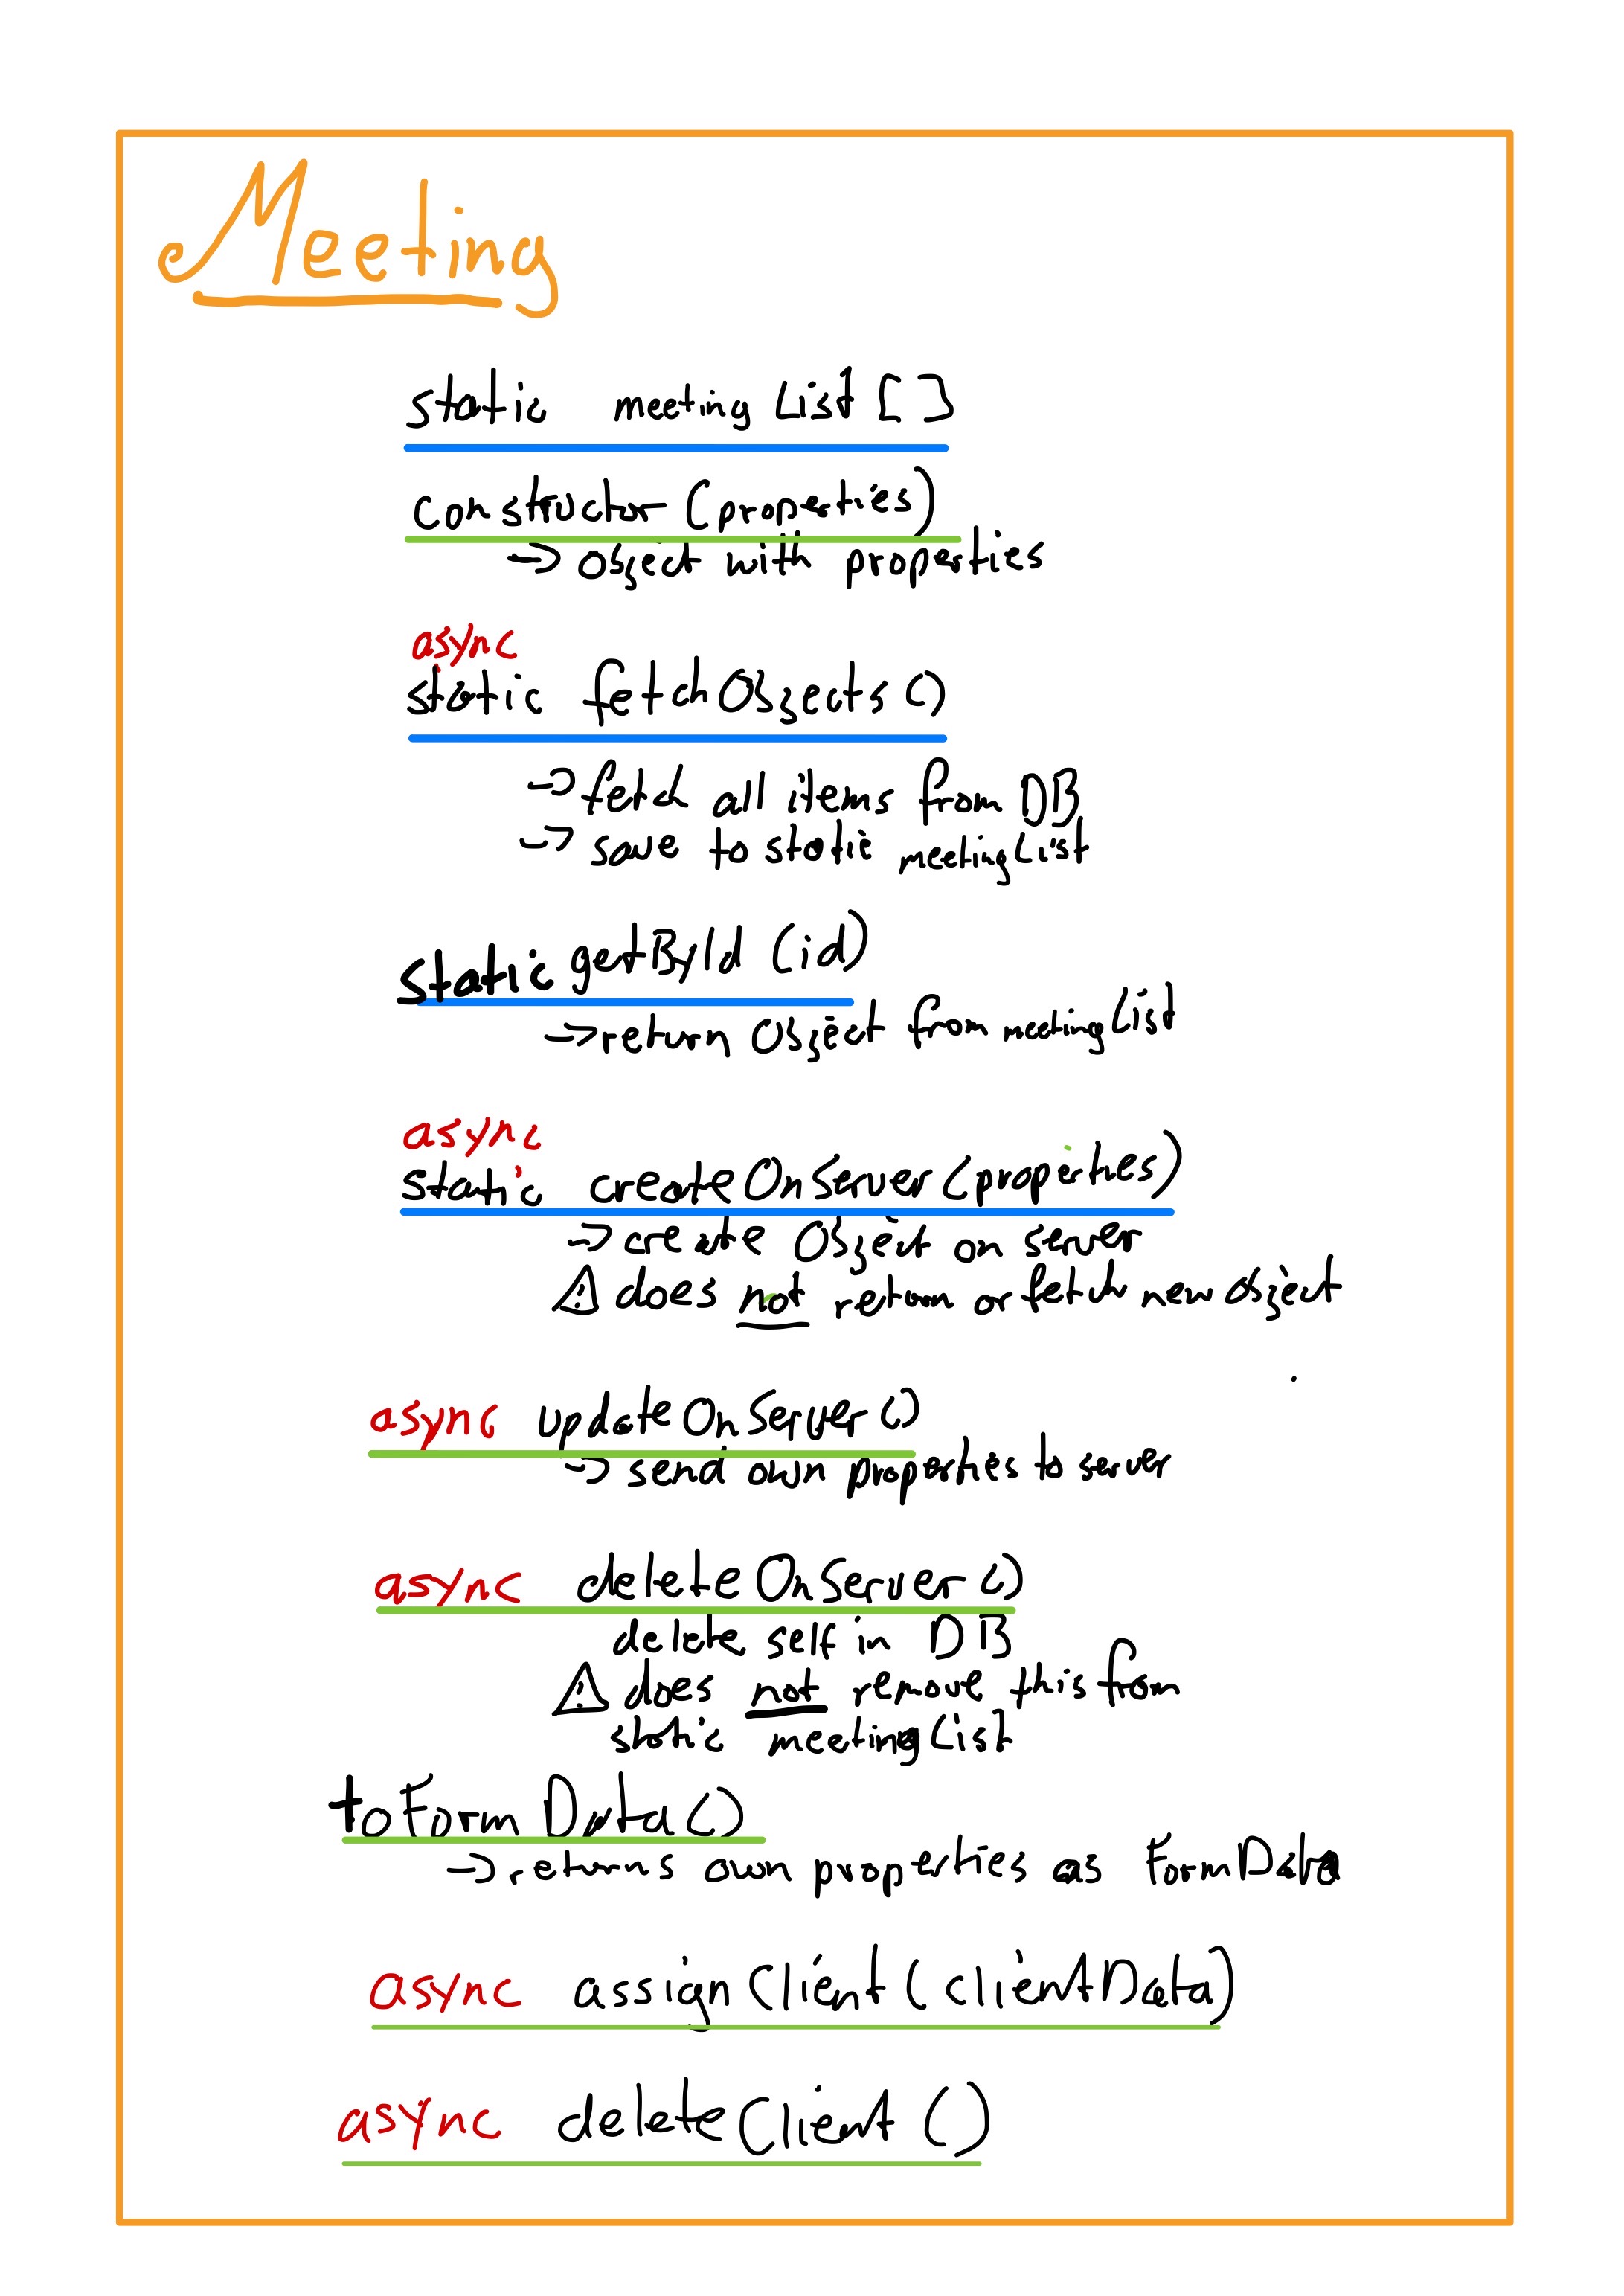 Meeting
static meetingList []
constructor (properties)
→ Object with properties
async
static fetchObjects ()
→ fetch all items from DB
→ save to static meetingList
static getById (id)
→ return Object from meetingList
async
static createOnServer (properties)
→ create Object on server
⚠ does not return or fetch new object
async updateOnServer ()
→ send own properties to server
async deleteOnServer ()
delete self in DB
⚠ does not remove this from
static meetingList
toFormData ()
→ returns own properties as FormData
async assignClient (clientData)
async deleteClient ()